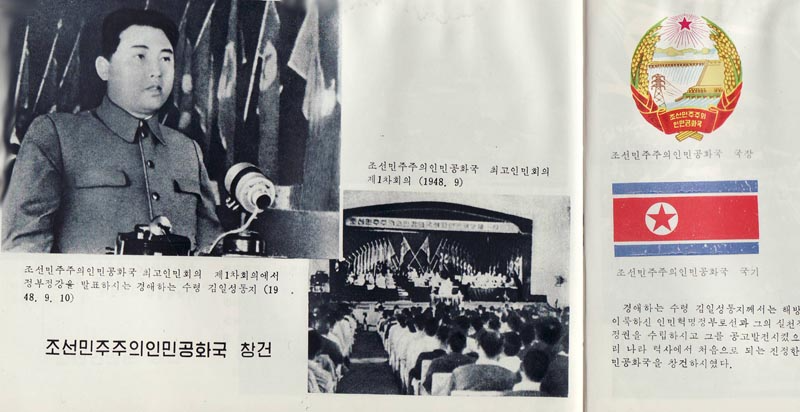 조선민주주의인민공화국 최고인민회의
제1차회의 (1948. 9)
조선민주주의인민공화국 최고인민회의 제1차회의에서
정부정강을 발표하시는 경애하는 수령 김일성동지 (19
48. 9. 10)
조선민주주의인민공화국 창건
조선민주주의
인민공화국
조선민주주의인민공화국 국장
조선민주주의인민공화국 국기
경애하는 수령 김일성동지께서는 해방
이룩하신 인민혁명정부로선과 그의 실천
정권을 수립하시고 그를 공고발전시켰으
리 나라 력사에서 처음으로 되는 진정한
민공화국을 창건하시였다.